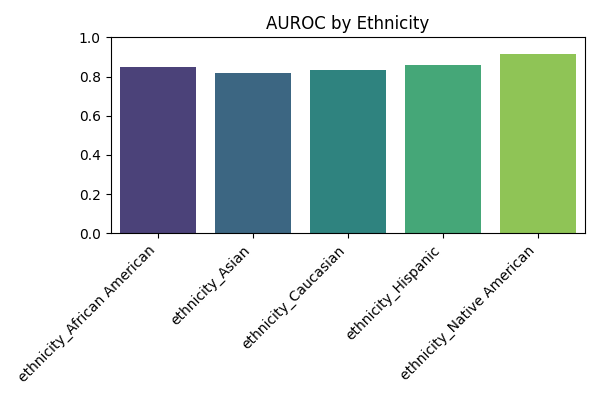 AUROC by Ethnicity
1.0
0.8
0.6
0.4
0.2
0.0
ethnicity_African American
ethnicity_Asian
ethnicity_Caucasian
ethnicity_Hispanic
ethnicity_Native American